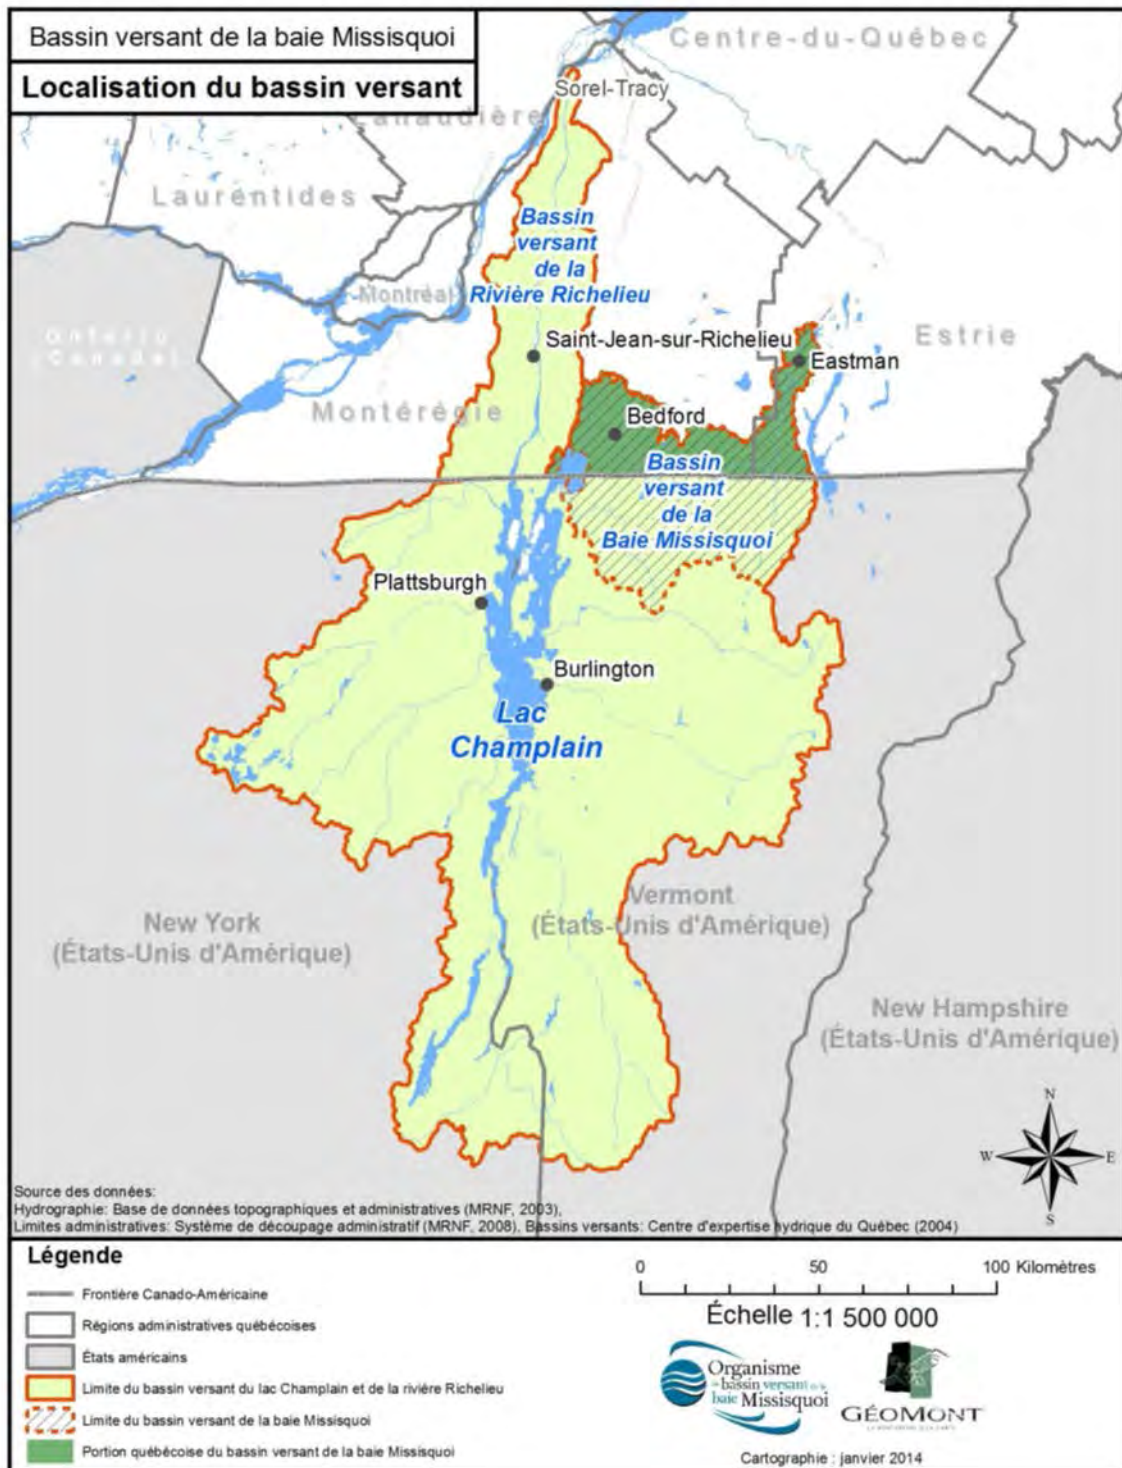 Bassin versant de la baie Missisquoi
Localisation du bassin versant
Centre-du-Québec
Sorel-Tracy
Lanaudière
Laurentides
Bassin
versant
de la
Rivière Richelieu
Montréal
Ontario
(Canada)
Saint-Jean-sur-Richelieu
Estrie
Eastman
Montérégie
Bedford
Bassin
versant
de la
Baie Missisquoi
Plattsburgh
Burlington
Lac
Champlain
New York
(États-Unis d'Amérique)
Vermont
(États-Unis d'Amérique)
New Hampshire
(États-Unis d'Amérique)
N
W
E
S
Source des données:
Hydrographie: Base de données topographiques et administratives (MRNF, 2003),
Limites administratives: Système de découpage administratif (MRNF, 2008), Bassins versants: Centre d'expertise hydrique du Québec (2004)
Légende
Frontière Canado-Américaine
Régions administratives québécoises
États américains
Limite du bassin versant du lac Champlain et de la rivière Richelieu
Limite du bassin versant de la baie Missisquoi
Portion québécoise du bassin versant de la baie Missisquoi
0 50 100 Kilomètres
Échelle 1:1 500 000
Organisme
de bassin versant de la
baie Missisquoi
GÉOMONT
Cartographie : janvier 2014